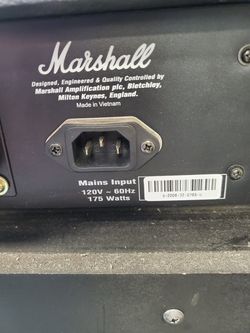 Marshall
Designed, Engineered & Quality Controlled by
Marshall Amplification plc, Bletchley,
Milton Keynes, England.
Made in Vietnam
Mains Input
120V ~ 60Hz
175 Watts